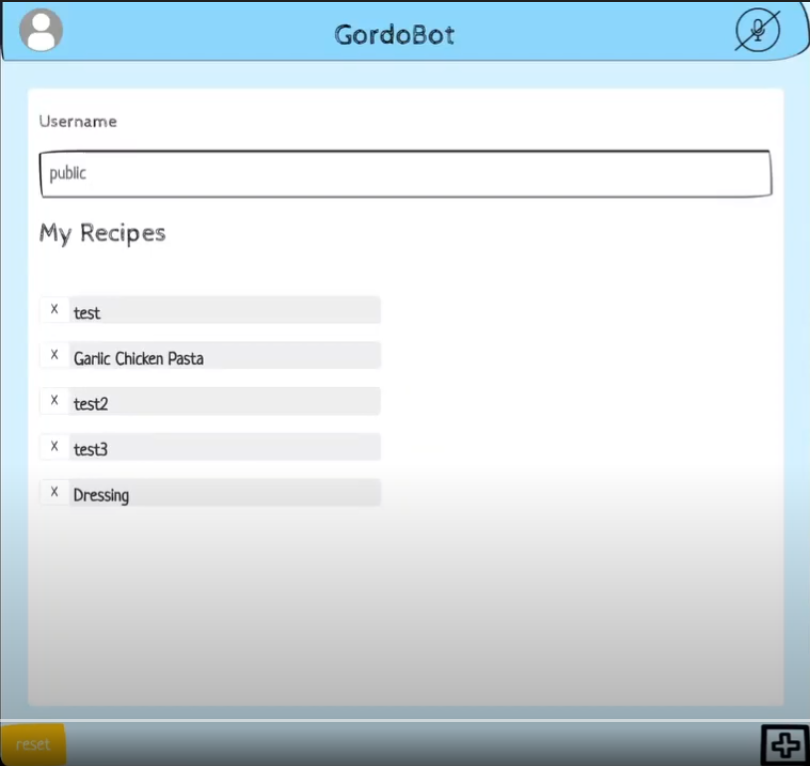 GordoBot
Username
public
My Recipes
X test
X Garlic Chicken Pasta
X test2
X test3
X Dressing
reset